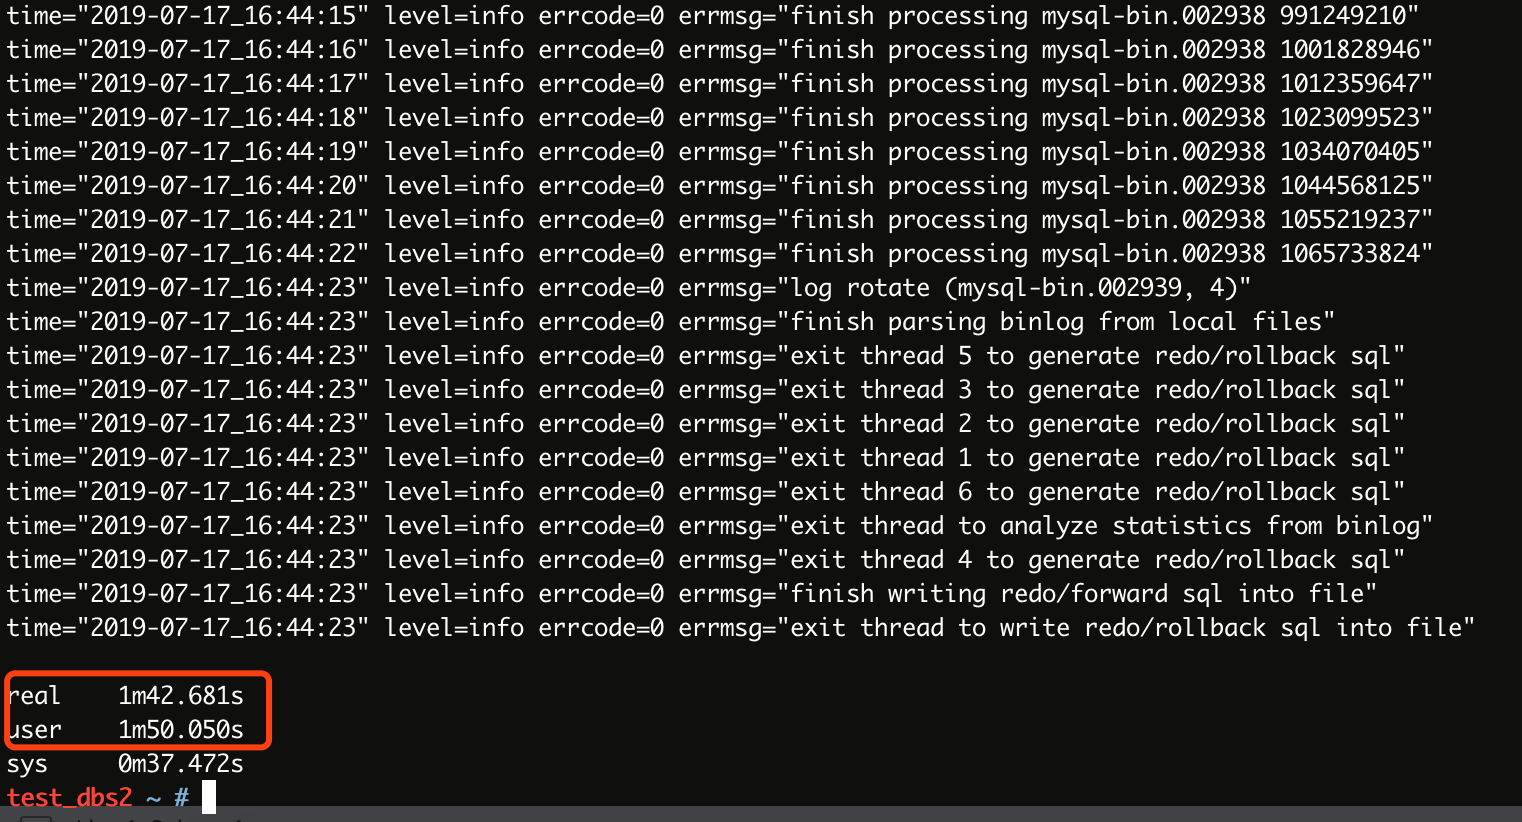 time="2019-07-17_16:44:15" level=info errcode=0 errmsg="finish processing mysql-bin.002938 991249210"
time="2019-07-17_16:44:16" level=info errcode=0 errmsg="finish processing mysql-bin.002938 1001828946"
time="2019-07-17_16:44:17" level=info errcode=0 errmsg="finish processing mysql-bin.002938 1012359647"
time="2019-07-17_16:44:18" level=info errcode=0 errmsg="finish processing mysql-bin.002938 1023099523"
time="2019-07-17_16:44:19" level=info errcode=0 errmsg="finish processing mysql-bin.002938 1034070405"
time="2019-07-17_16:44:20" level=info errcode=0 errmsg="finish processing mysql-bin.002938 1044568125"
time="2019-07-17_16:44:21" level=info errcode=0 errmsg="finish processing mysql-bin.002938 1055219237"
time="2019-07-17_16:44:22" level=info errcode=0 errmsg="finish processing mysql-bin.002938 1065733824"
time="2019-07-17_16:44:23" level=info errcode=0 errmsg="log rotate (mysql-bin.002939, 4)"
time="2019-07-17_16:44:23" level=info errcode=0 errmsg="finish parsing binlog from local files"
time="2019-07-17_16:44:23" level=info errcode=0 errmsg="exit thread 5 to generate redo/rollback sql"
time="2019-07-17_16:44:23" level=info errcode=0 errmsg="exit thread 3 to generate redo/rollback sql"
time="2019-07-17_16:44:23" level=info errcode=0 errmsg="exit thread 2 to generate redo/rollback sql"
time="2019-07-17_16:44:23" level=info errcode=0 errmsg="exit thread 1 to generate redo/rollback sql"
time="2019-07-17_16:44:23" level=info errcode=0 errmsg="exit thread 6 to generate redo/rollback sql"
time="2019-07-17_16:44:23" level=info errcode=0 errmsg="exit thread to analyze statistics from binlog"
time="2019-07-17_16:44:23" level=info errcode=0 errmsg="exit thread 4 to generate redo/rollback sql"
time="2019-07-17_16:44:23" level=info errcode=0 errmsg="finish writing redo/forward sql into file"
time="2019-07-17_16:44:23" level=info errcode=0 errmsg="exit thread to write redo/rollback sql into file"
real 1m42.681s
user 1m50.050s
sys 0m37.472s
test_dbs2 ~ #